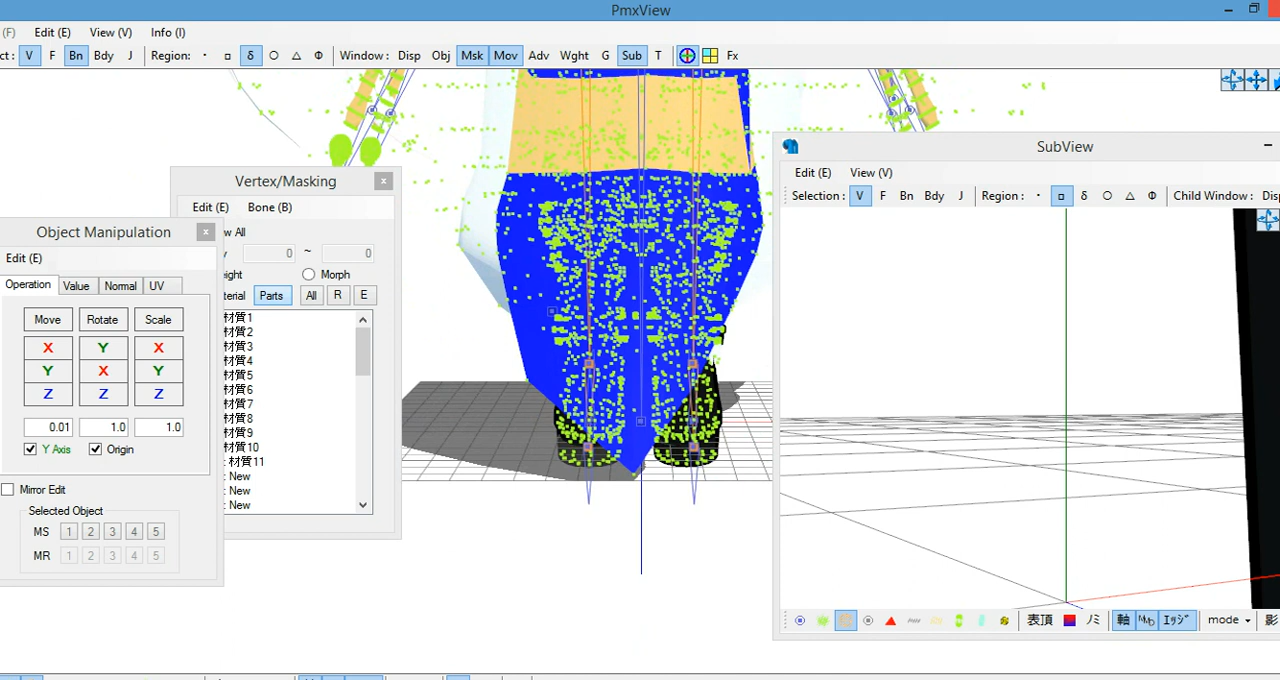 PmxView
(F) Edit (E) View (V) Info (I)
ct: V F Bn Bdy J Region: Window: Disp Obj Msk Mov Adv Wght G Sub T Fx
Vertex/Masking
Edit (E) Bone (B)
w All
0 ~ 0
eight Morph
terial Parts All R E
材質1
材質2
材質3
材質4
材質5
材質6
材質7
材質8
材質9
材質10
: 材質11
: New
: New
: New
Object Manipulation
Edit (E)
Operation Value Normal UV
Move Rotate Scale
X Y X
Y X Y
Z Z Z
0.01 1.0 1.0
Y Axis Origin
Mirror Edit
Selected Object
MS 1 2 3 4 5
MR 1 2 3 4 5
SubView
Edit (E) View (V)
Selection: V F Bn Bdy J Region: Child Window: Disp
表頂 ノミ 軸 エッジ mode 影